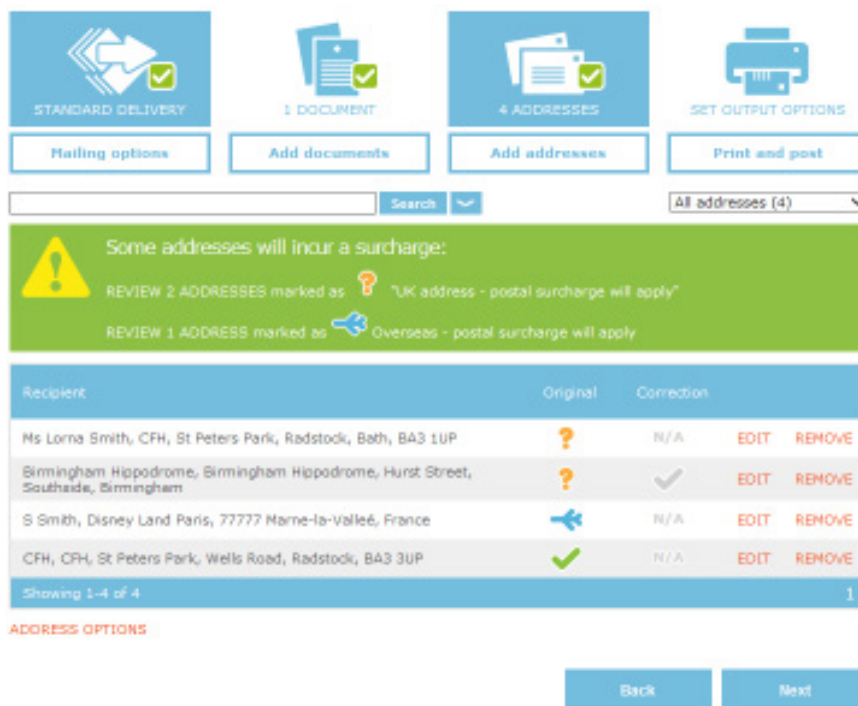 STANDARD DELIVERY
1 DOCUMENT
4 ADDRESSES
SET OUTPUT OPTIONS
Mailing options
Add documents
Add addresses
Print and post
Search
All addresses (4)
Some addresses will incur a surcharge:
REVIEW 2 ADDRESSES marked as ? "UK address - postal surcharge will apply"
REVIEW 1 ADDRESS marked as Overseas - postal surcharge will apply
Recipient Original Correction
Ms Lorna Smith, CFH, St Peters Park, Radstock, Bath, BA3 1UP ? N/A EDIT REMOVE
Birmingham Hippodrome, Birmingham Hippodrome, Hurst Street,
Southside, Birmingham ? EDIT REMOVE
S Smith, Disney Land Paris, 77777 Marne-la-Valleé, France N/A EDIT REMOVE
CFH, CFH, St Peters Park, Wells Road, Radstock, BA3 3UP N/A EDIT REMOVE
Showing 1-4 of 4 1
ADDRESS OPTIONS
Back
Next